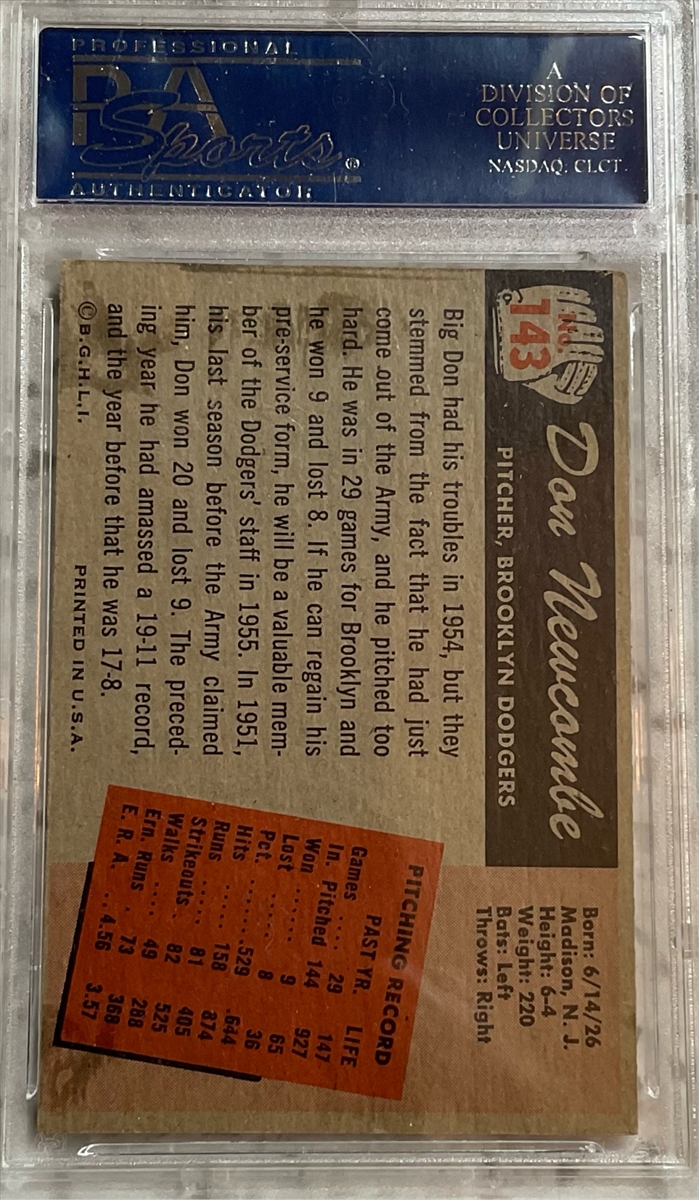 PROFESSIONAL
PSA
Sports®
AUTHENTICATOR
A
DIVISION OF
COLLECTORS
UNIVERSE
NASDAQ: CLCT
No.
143
Don Newcombe
PITCHER, BROOKLYN DODGERS
Born: 6/14/26
Madison, N. J.
Height: 6-4
Weight: 220
Bats: Left
Throws: Right
Big Don had his troubles in 1954, but they
stemmed from the fact that he had just
come out of the Army, and he pitched too
hard. He was in 29 games for Brooklyn and
he won 9 and lost 8. If he can regain his
pre-service form, he will be a valuable mem-
ber of the Dodgers' staff in 1955. In 1951,
his last season before the Army claimed
him, Don won 20 and lost 9. The preced-
ing year he had amassed a 19-11 record,
and the year before that he was 17-8.
©B.G.H.L.I.
PRINTED IN U.S.A.
PITCHING RECORD
PAST YR. LIFE
Games .... 29 147
In. Pitched 144 927
Won ...... 9 65
Lost ...... 8 36
Pct. .......529 .644
Hits ...... 158 874
Runs ...... 81 405
Strikeouts .. 82 525
Walks .... 49 288
Ern. Runs . 73 368
E. R. A. ..4.56 3.57